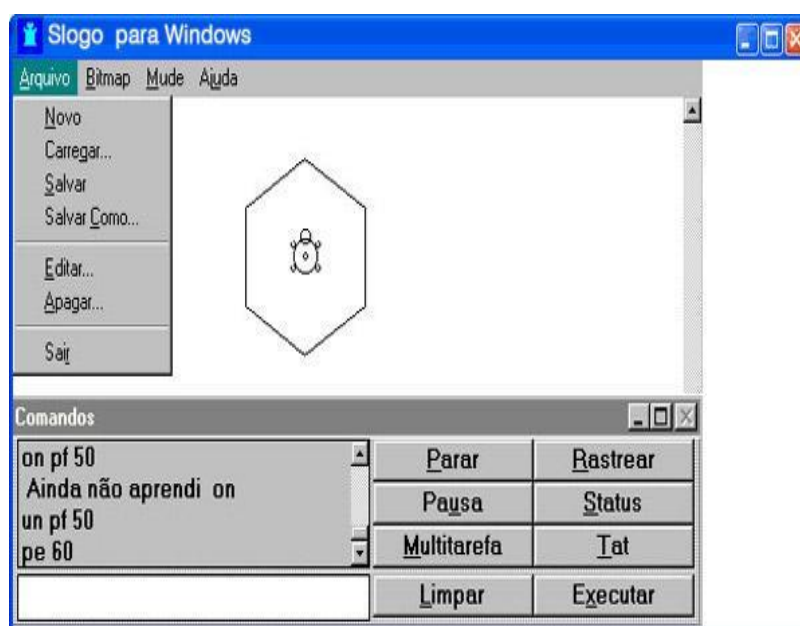 Slogo para Windows
Arquivo Bitmap Mude Ajuda
Novo
Carregar...
Salvar
Salvar Como...
Editar...
Apagar...
Sair
Comandos
on pf 50
Ainda não aprendi on
un pf 50
pe 60
Parar Rastrear
Pausa Status
Multitarefa Tat
Limpar Executar